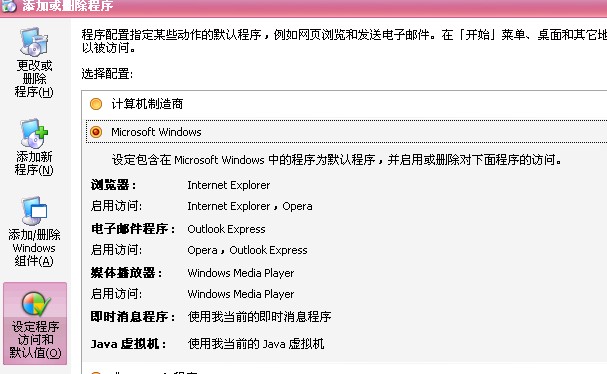 添加或删除程序
程序配置指定某些动作的默认程序，例如网页浏览和发送电子邮件。在「开始」菜单、桌面和其它地
以被访问。
更改或
删除
程序(H)
添加新
程序(N)
添加/删除
Windows
组件(A)
设定程序
访问和
默认值(O)
选择配置:
计算机制造商
Microsoft Windows
设定包含在 Microsoft Windows 中的程序为默认程序，并启用或删除对下面程序的访问。
浏览器： Internet Explorer
启用访问: Internet Explorer，Opera
电子邮件程序： Outlook Express
启用访问: Opera，Outlook Express
媒体播放器： Windows Media Player
启用访问: Windows Media Player
即时消息程序： 使用我当前的即时消息程序
Java 虚拟机： 使用我当前的 Java 虚拟机